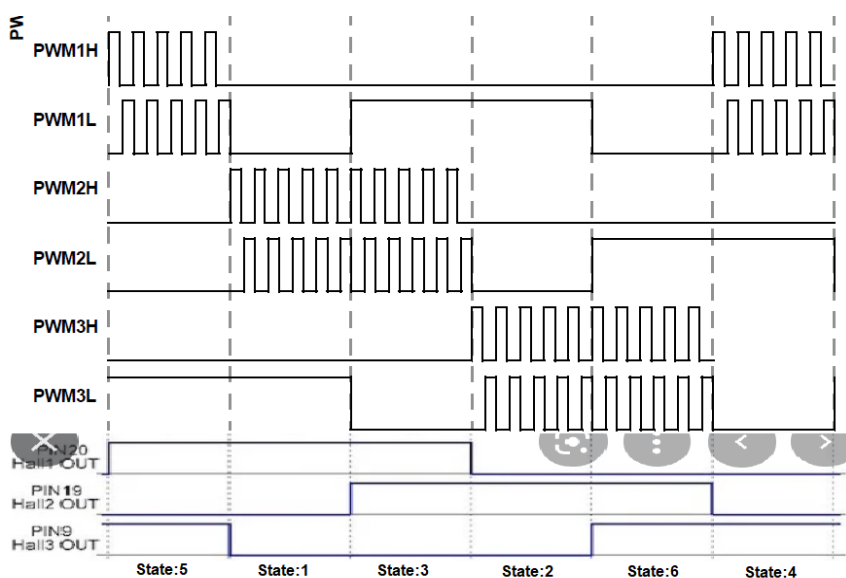 PW
PWM1H
PWM1L
PWM2H
PWM2L
PWM3H
PWM3L
PIN20
Hall1 OUT
PIN19
Hall2 OUT
PIN9
Hall3 OUT
State:5 State:1 State:3 State:2 State:6 State:4